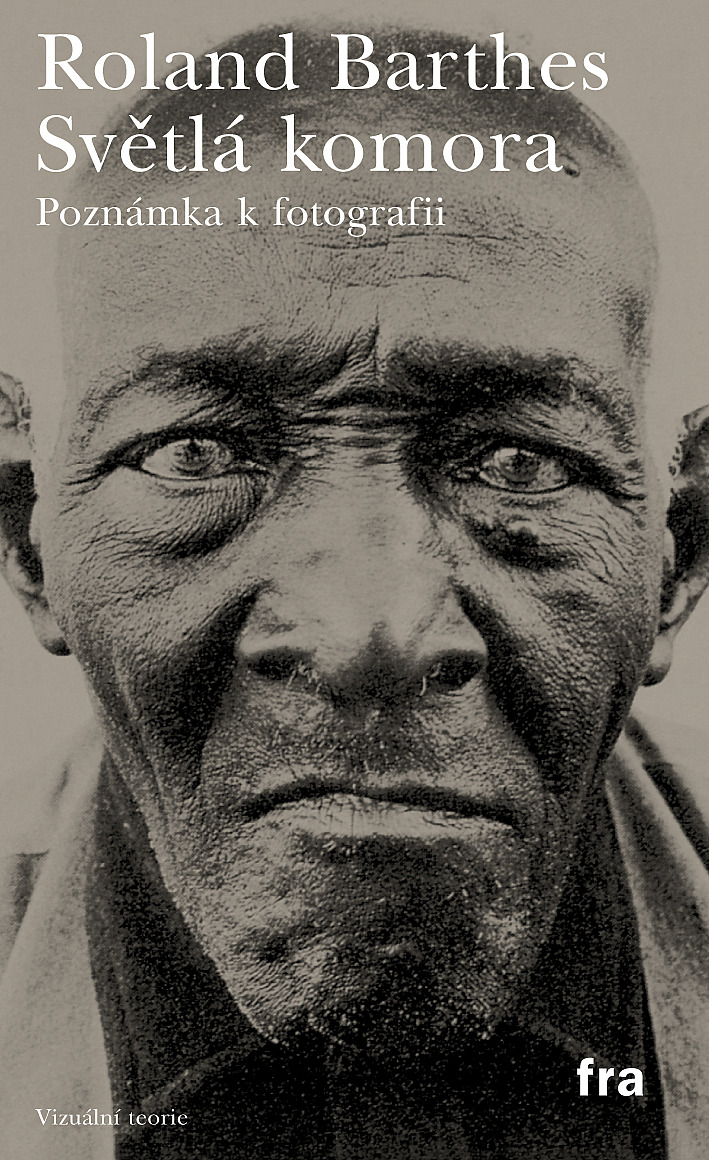 Roland Barthes
Světlá komora
Poznámka k fotografii
fra
Vizuální teorie